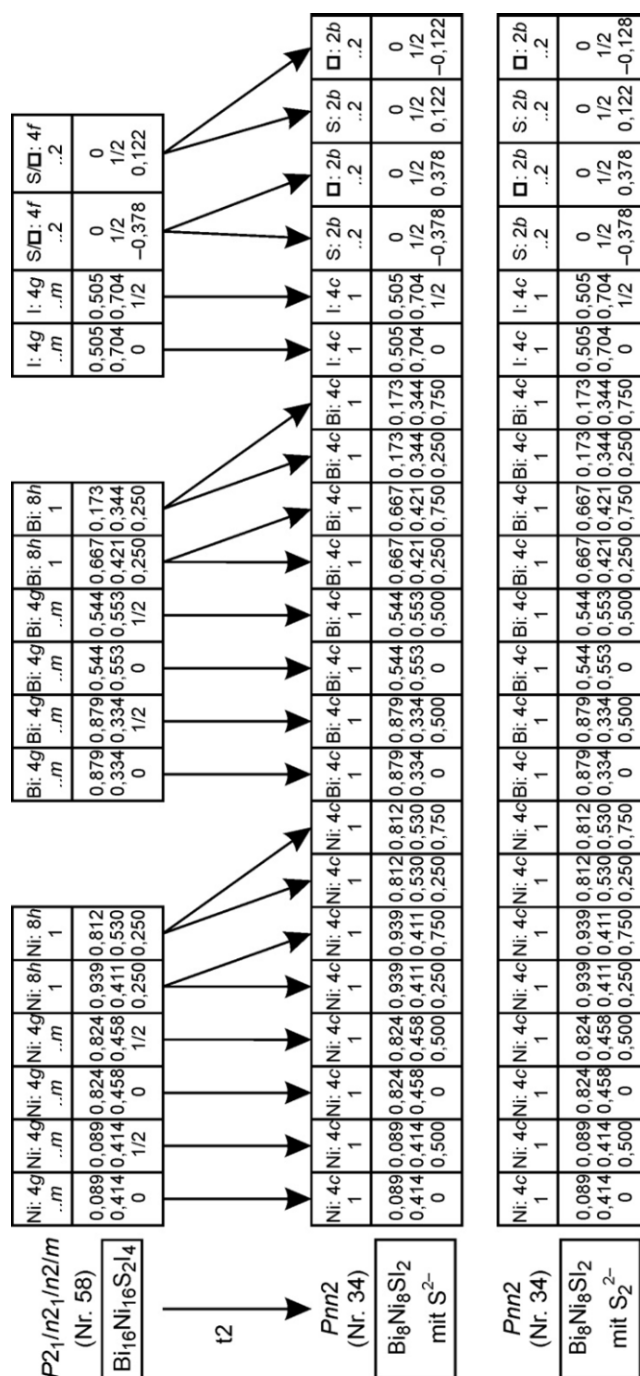 P2₁/n2₁/n2/m Ni: 4g Ni: 4g Ni: 4g Ni: 4g Ni: 8h Ni: 8h Bi: 4g Bi: 4g Bi: 4g Bi: 4g Bi: 8h Bi: 8h I: 4g I: 4g S/□: 4f S/□: 4f
(Nr. 58) ..m ..m ..m ..m 1 1 ..m ..m ..m ..m 1 1 ..m ..m ..2 ..2
Bi₁₆Ni₁₆S₂I₄ 0,089 0,089 0,824 0,824 0,939 0,812 0,879 0,879 0,544 0,544 0,667 0,173 0,505 0,505 0 0
0,414 0,414 0,458 0,458 0,411 0,530 0,334 0,334 0,553 0,553 0,421 0,344 0,704 0,704 1/2 1/2
0 1/2 0 1/2 0,250 0,250 0 1/2 0 1/2 0,250 0,250 0 1/2 −0,378 0,122
t2
Pnn2 Ni: 4c Ni: 4c Ni: 4c Ni: 4c Ni: 4c Ni: 4c Ni: 4c Ni: 4c Bi: 4c Bi: 4c Bi: 4c Bi: 4c Bi: 4c Bi: 4c Bi: 4c Bi: 4c I: 4c I: 4c S: 2b □: 2b S: 2b □: 2b
(Nr. 34) 1 1 1 1 1 1 1 1 1 1 1 1 1 1 1 1 1 1 ..2 ..2 ..2 ..2
Bi₈Ni₈SI₂ 0,089 0,089 0,824 0,824 0,939 0,939 0,812 0,812 0,879 0,879 0,544 0,544 0,667 0,667 0,173 0,173 0,505 0,505 0 0 0 0
mit S²⁻ 0,414 0,414 0,458 0,458 0,411 0,411 0,530 0,530 0,334 0,334 0,553 0,553 0,421 0,421 0,344 0,344 0,704 0,704 1/2 1/2 1/2 1/2
0 0,500 0 0,500 0,250 0,750 0,250 0,750 0 0,500 0 0,500 0,250 0,750 0,250 0,750 0 1/2 −0,378 0,378 0,122 −0,122
Pnn2 Ni: 4c Ni: 4c Ni: 4c Ni: 4c Ni: 4c Ni: 4c Ni: 4c Ni: 4c Bi: 4c Bi: 4c Bi: 4c Bi: 4c Bi: 4c Bi: 4c Bi: 4c Bi: 4c I: 4c I: 4c S: 2b □: 2b S: 2b □: 2b
(Nr. 34) 1 1 1 1 1 1 1 1 1 1 1 1 1 1 1 1 1 1 ..2 ..2 ..2 ..2
Bi₈Ni₈SI₂ 0,089 0,089 0,824 0,824 0,939 0,939 0,812 0,812 0,879 0,879 0,544 0,544 0,667 0,667 0,173 0,173 0,505 0,505 0 0 0 0
mit S₂²⁻ 0,414 0,414 0,458 0,458 0,411 0,411 0,530 0,530 0,334 0,334 0,553 0,553 0,421 0,421 0,344 0,344 0,704 0,704 1/2 1/2 1/2 1/2
0 0,500 0 0,500 0,250 0,750 0,250 0,750 0 0,500 0 0,500 0,250 0,750 0,250 0,750 0 1/2 −0,378 0,378 0,122 −0,128